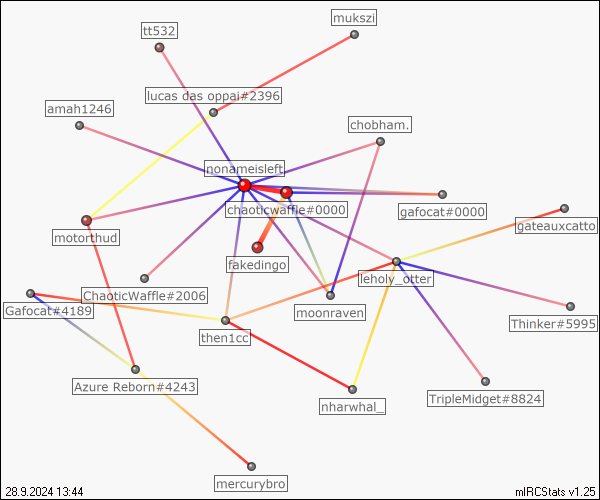 mukszi
tt532
lucas das oppai#2396
amah1246
chobham.
nonameisleft
chaoticwaffle#0000
gafocat#0000
gateauxcatto
motorthud
fakedingo
leholy_otter
ChaoticWaffle#2006
moonraven
Gafocat#4189
Thinker#5995
then1cc
Azure Reborn#4243
TripleMidget#8824
nharwhal_
mercurybro
28.9.2024 13:44
mIRCStats v1.25